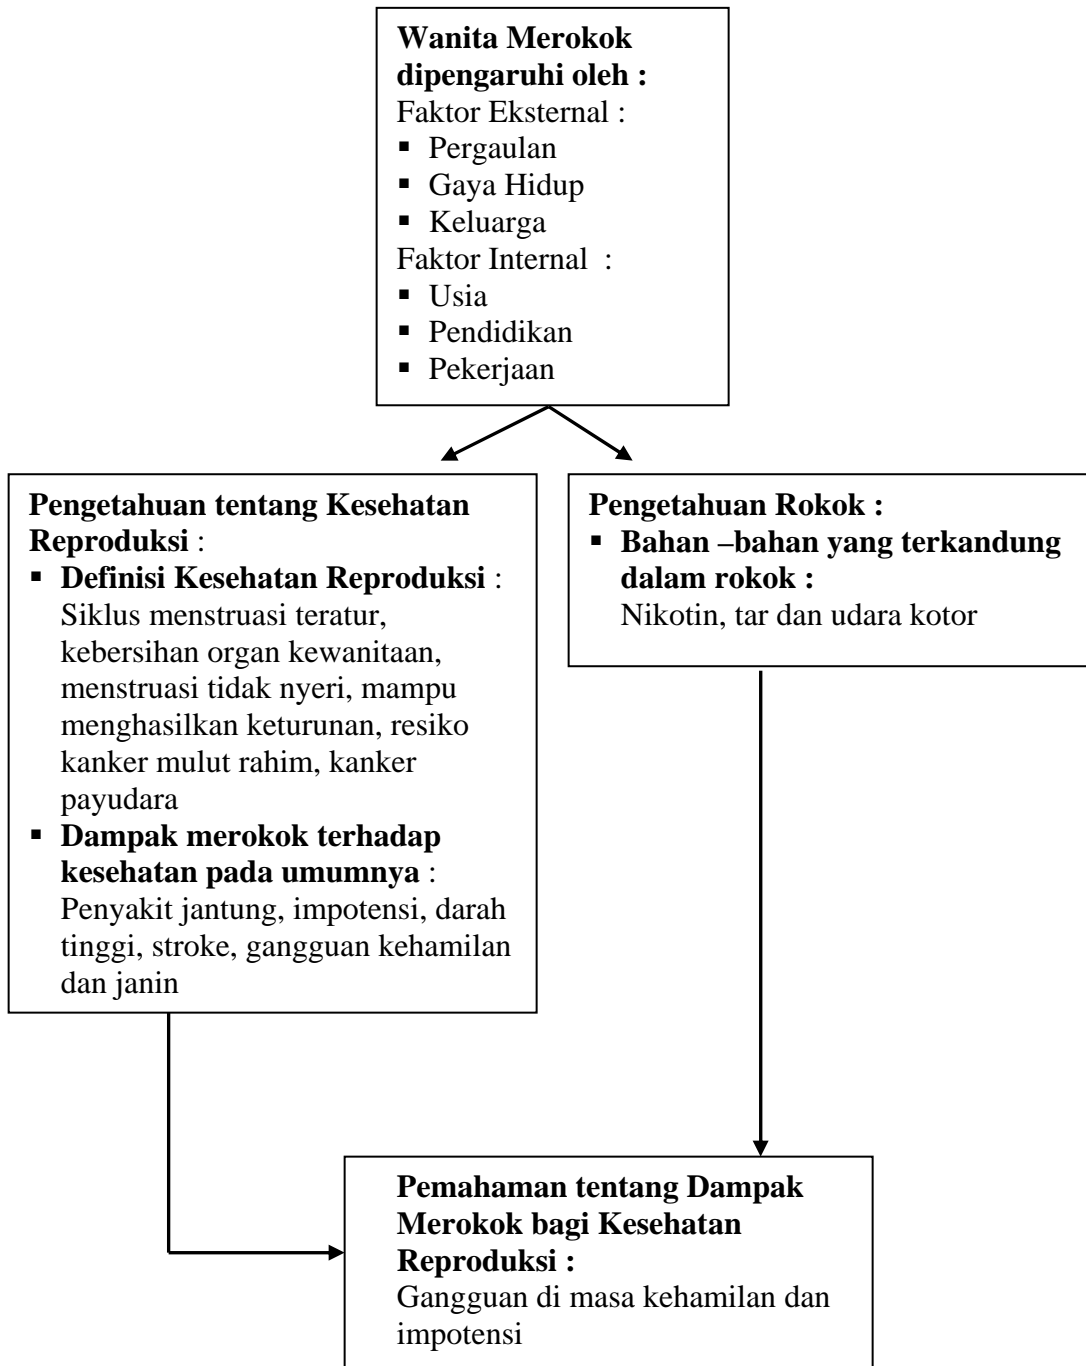 Wanita Merokok
dipengaruhi oleh :
Faktor Eksternal :
▪ Pergaulan
▪ Gaya Hidup
▪ Keluarga
Faktor Internal :
▪ Usia
▪ Pendidikan
▪ Pekerjaan
Pengetahuan tentang Kesehatan
Reproduksi :
▪ Definisi Kesehatan Reproduksi :
Siklus menstruasi teratur,
kebersihan organ kewanitaan,
menstruasi tidak nyeri, mampu
menghasilkan keturunan, resiko
kanker mulut rahim, kanker
payudara
▪ Dampak merokok terhadap
kesehatan pada umumnya :
Penyakit jantung, impotensi, darah
tinggi, stroke, gangguan kehamilan
dan janin
Pengetahuan Rokok :
▪ Bahan –bahan yang terkandung
dalam rokok :
Nikotin, tar dan udara kotor
Pemahaman tentang Dampak
Merokok bagi Kesehatan
Reproduksi :
Gangguan di masa kehamilan dan
impotensi